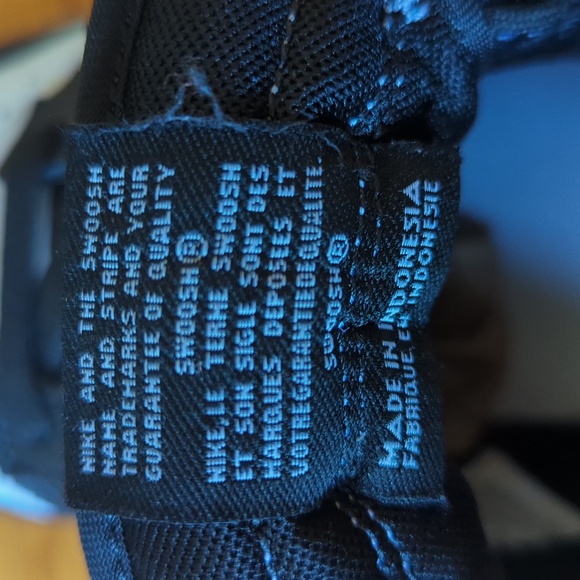 NIKE AND THE SWOOSH
NAME AND STRIPE ARE
TRADEMARKS AND YOUR
GUARANTEE OF QUALITY
SWOOSH®
NIKE, LE TERME SWOOSH
ET SON SIGLE SONT DES
MARQUES DEPOSEES ET
VOTRE GARANTIE DE QUALITE.
SWOOSH®
MADE IN INDONESIA
FABRIQUE EN INDONESIE